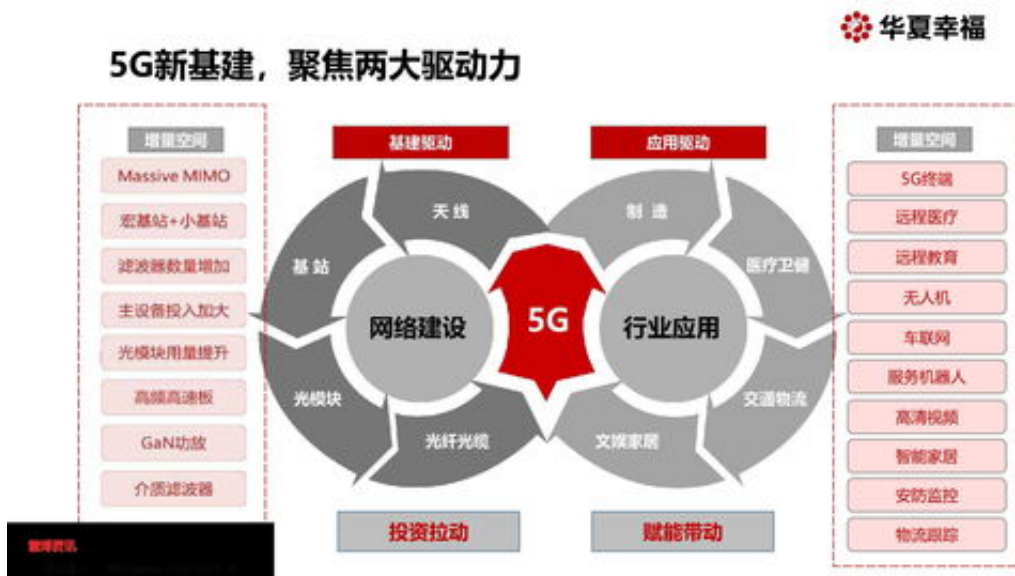 华夏幸福
5G新基建，聚焦两大驱动力
增量空间
Massive MIMO
宏基站+小基站
滤波器数量增加
主设备投入加大
光模块用量提升
高频高速板
GaN功放
介质滤波器
基建驱动
天线
基站
网络建设
光模块
光纤光缆
投资拉动
5G
应用驱动
制造
医疗卫健
行业应用
交通物流
文娱家居
赋能带动
增量空间
5G终端
远程医疗
远程教育
无人机
车联网
服务机器人
高清视频
智能家居
安防监控
物流跟踪